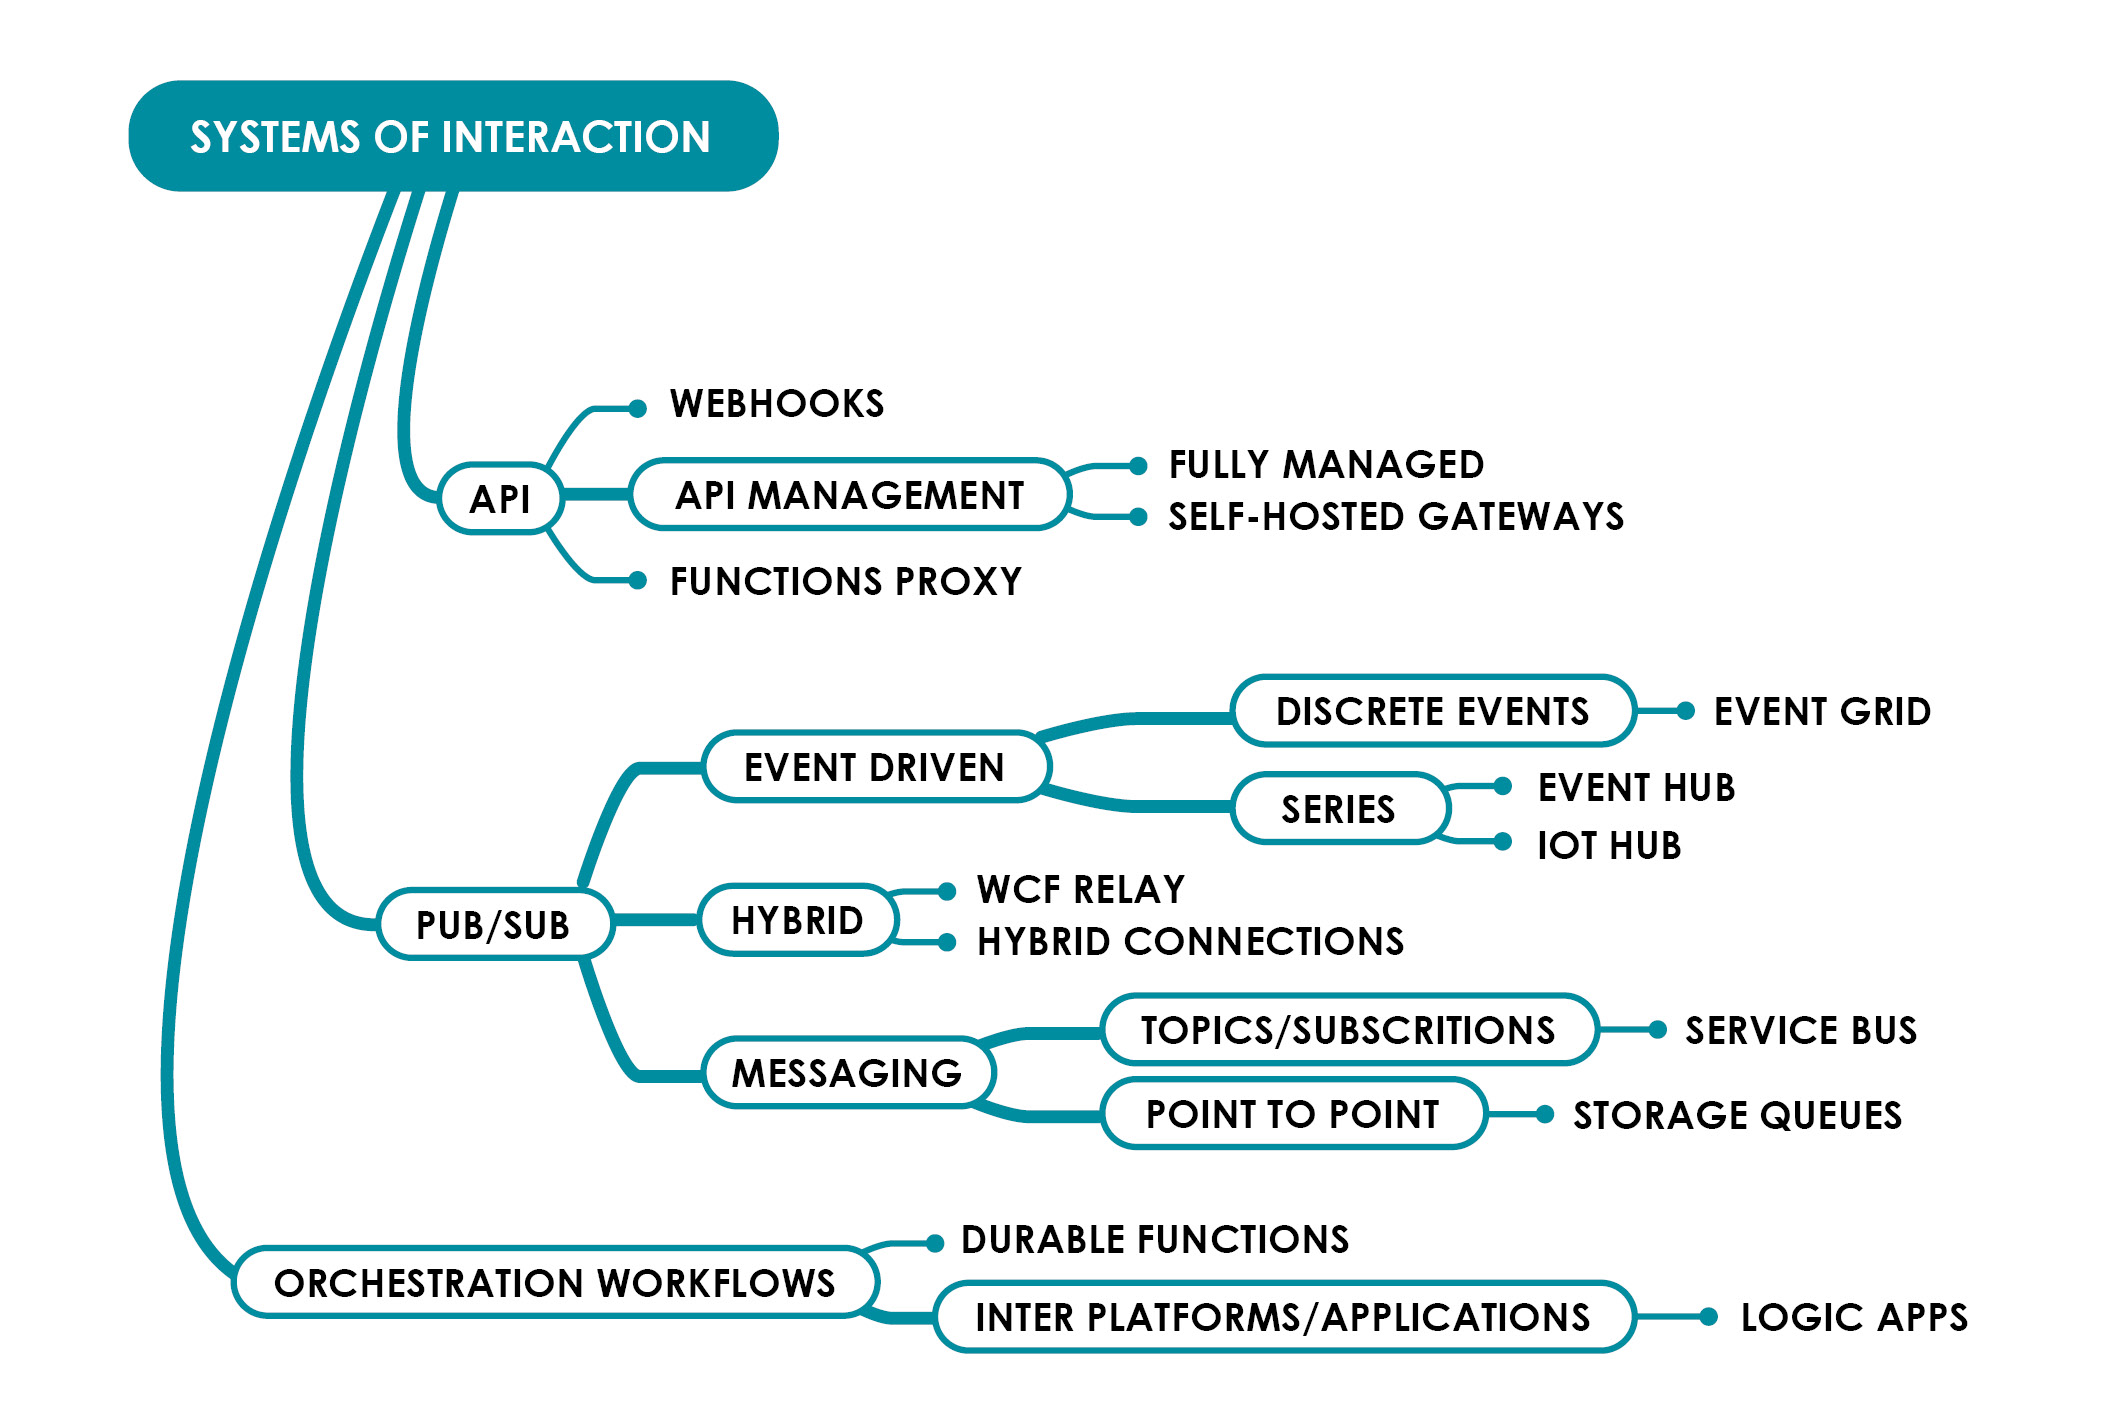 SYSTEMS OF INTERACTION
WEBHOOKS
API
API MANAGEMENT
FULLY MANAGED
SELF-HOSTED GATEWAYS
FUNCTIONS PROXY
DISCRETE EVENTS
EVENT GRID
EVENT DRIVEN
SERIES
EVENT HUB
IOT HUB
PUB/SUB
HYBRID
WCF RELAY
HYBRID CONNECTIONS
MESSAGING
TOPICS/SUBSCRITIONS
SERVICE BUS
POINT TO POINT
STORAGE QUEUES
ORCHESTRATION WORKFLOWS
DURABLE FUNCTIONS
INTER PLATFORMS/APPLICATIONS
LOGIC APPS